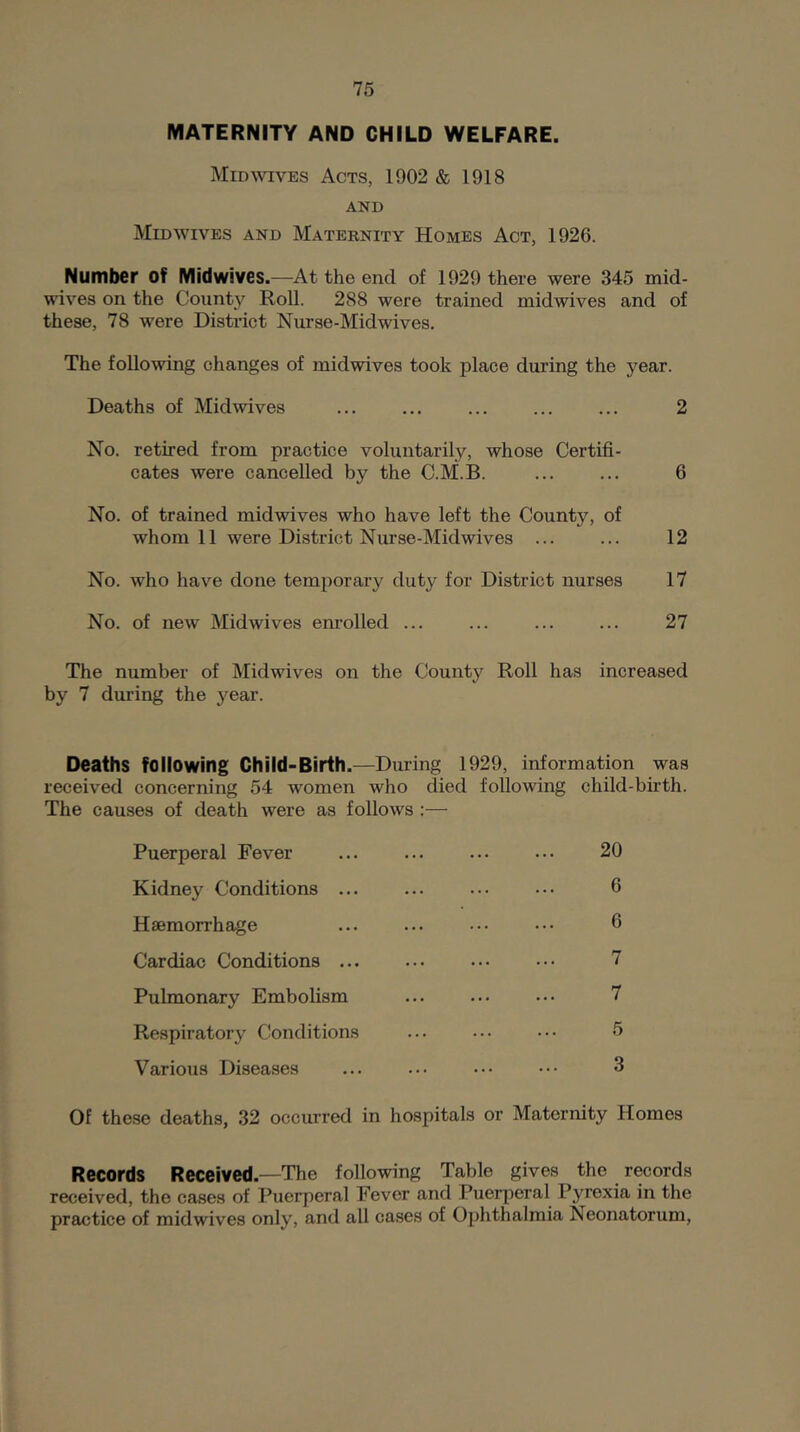 75
MATERNITY AND CHILD WELFARE.
Midwives Acts, 1902 & 1918
AND
Midwives and Maternity Homes Act, 1926.
Number of Midwives.—At the end of 1929 there were 345 mid-
wives on the County Roll. 288 were trained midwives and of
these, 78 were District Nurse-Midwives.
The following changes of midwives took place during the year.
Deaths of Midwives ... ... ... ... ... 2
No. retired from practice voluntarily, whose Certifi-
cates were cancelled by the C.M.B. ... ... 6
No. of trained midwives who have left the County, of
whom 11 were District Nurse-Midwives ... ... 12
No. who have done temporary duty for District nurses 17
No. of new Midwives enrolled ... ... ... ... 27
The number of Midwives on the County Roll has increased
by 7 during the year.
Deaths following Child-Birth.—During 1929, information was
received concerning 54 women who died following child-birth.
The causes of death were as follows :—
Puerperal Fever ... ... ... ... 20
Kidney Conditions ... ... ... ... 6
Hæmorrhage ... ... ... ... 6
Cardiac Conditions ... ... ... ... 7
Pulmonary Embolism ... ... ... 7
Respiratory Conditions ... ... ... 5
Various Diseases ... ... ... ... 3
Of these deaths, 32 occurred in hospitals or Maternity Homes
Records Received.—The following Table gives the records
received, the cases of Puerperal Fever and Puerperal Pyrexia in the
practice of midwives only, and all cases of Ophthalmia Neonatorum,